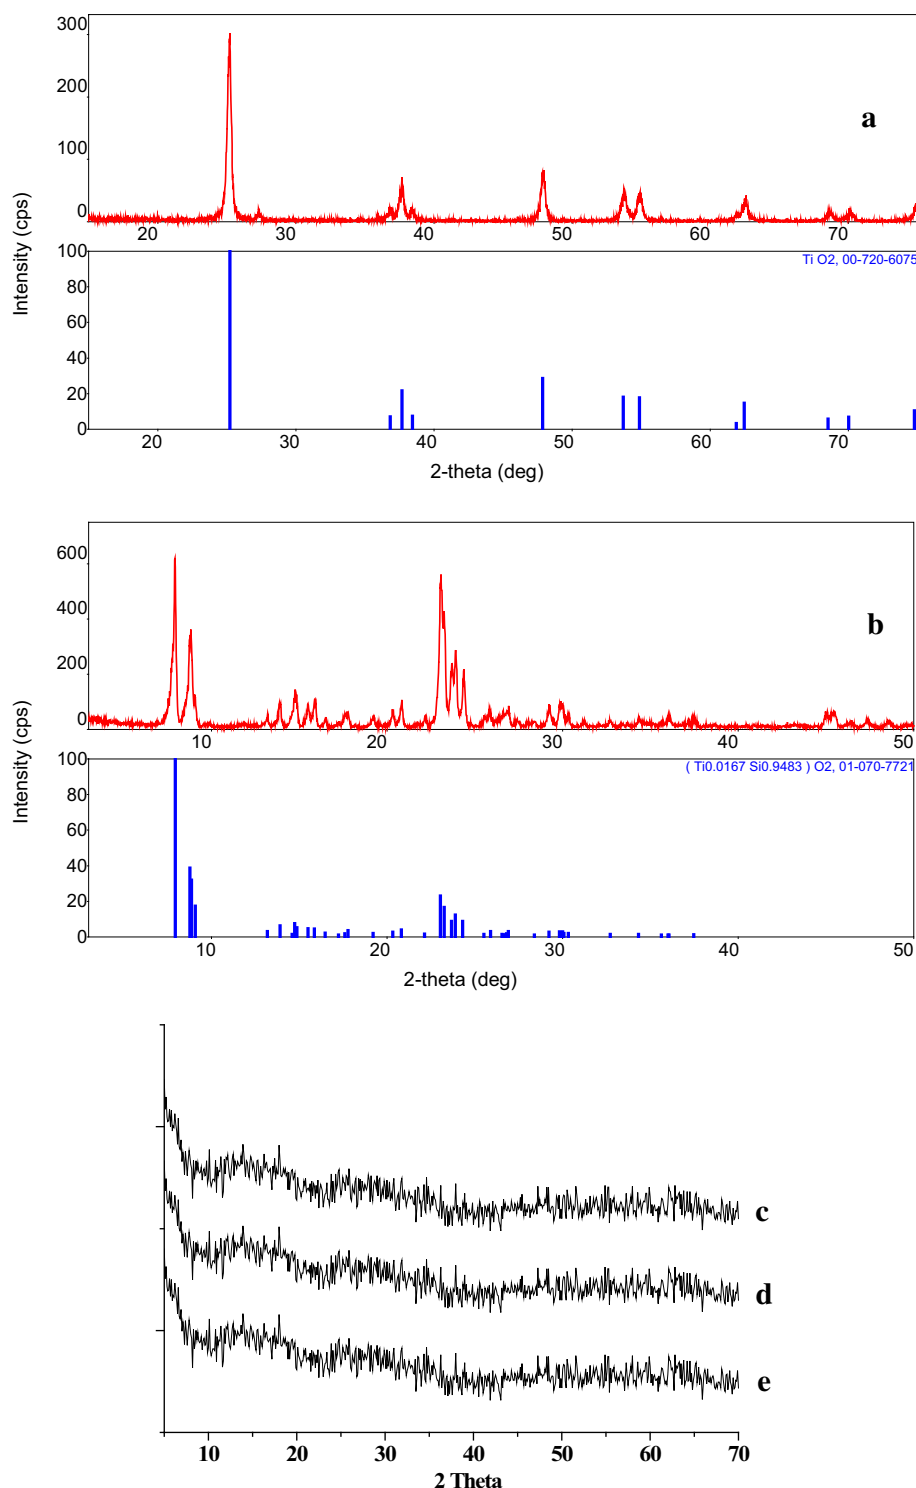 300
200
100
0
a
Intensity (cps)
20 30 40 50 60 70
Ti O2, 00-720-6075
100
80
60
40
20
0
20 30 40 50 60 70
2-theta (deg)
600
400
200
0
b
Intensity (cps)
10 20 30 40 50
( Ti0.0167 Si0.9483 ) O2, 01-070-7721
100
80
60
40
20
0
10 20 30 40 50
2-theta (deg)
c
d
e
10 20 30 40 50 60 70
2 Theta